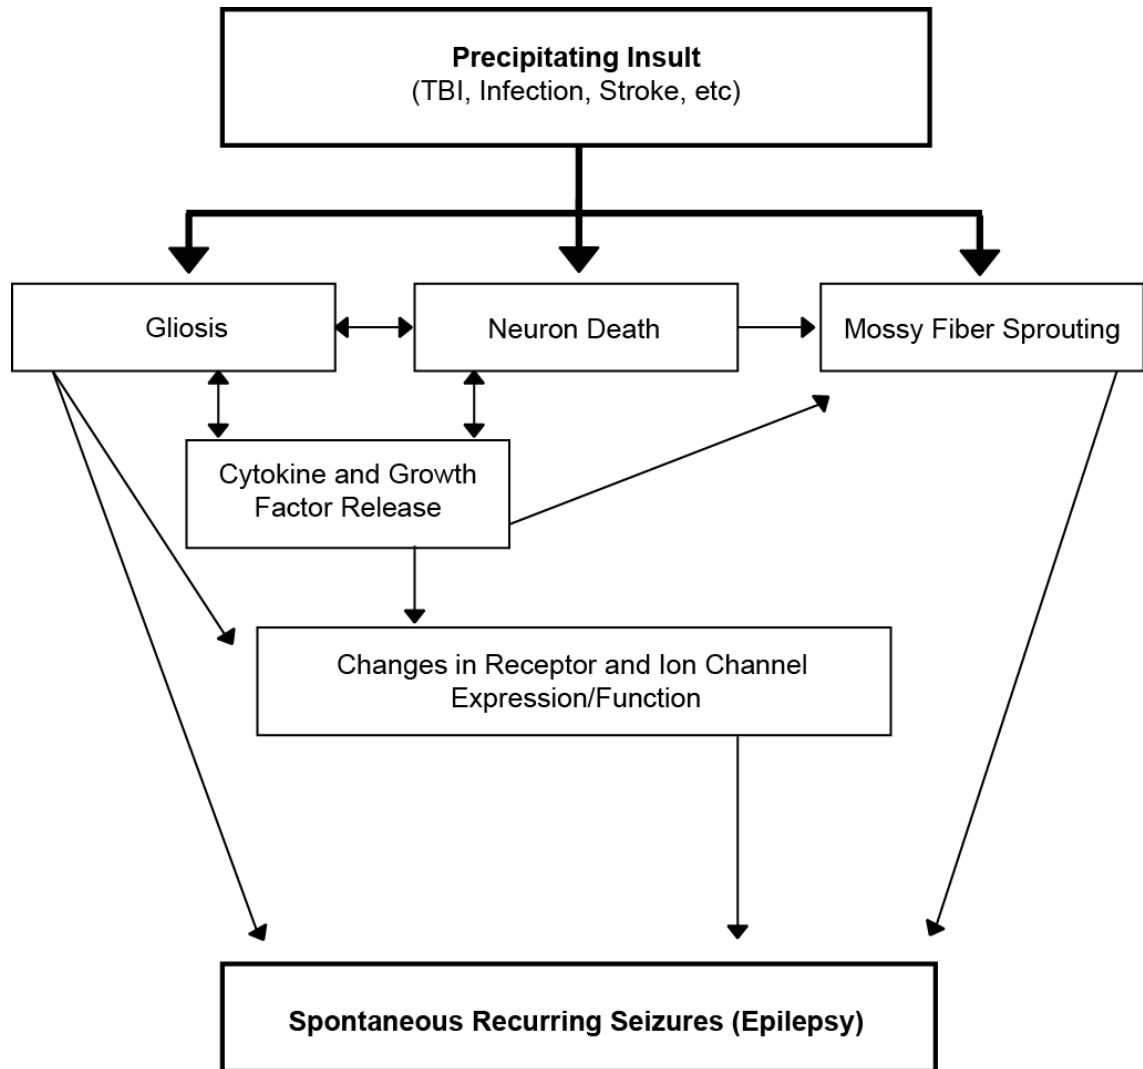 Precipitating Insult
(TBI, Infection, Stroke, etc)
Gliosis
Neuron Death
Mossy Fiber Sprouting
Cytokine and Growth
Factor Release
Changes in Receptor and Ion Channel
Expression/Function
Spontaneous Recurring Seizures (Epilepsy)